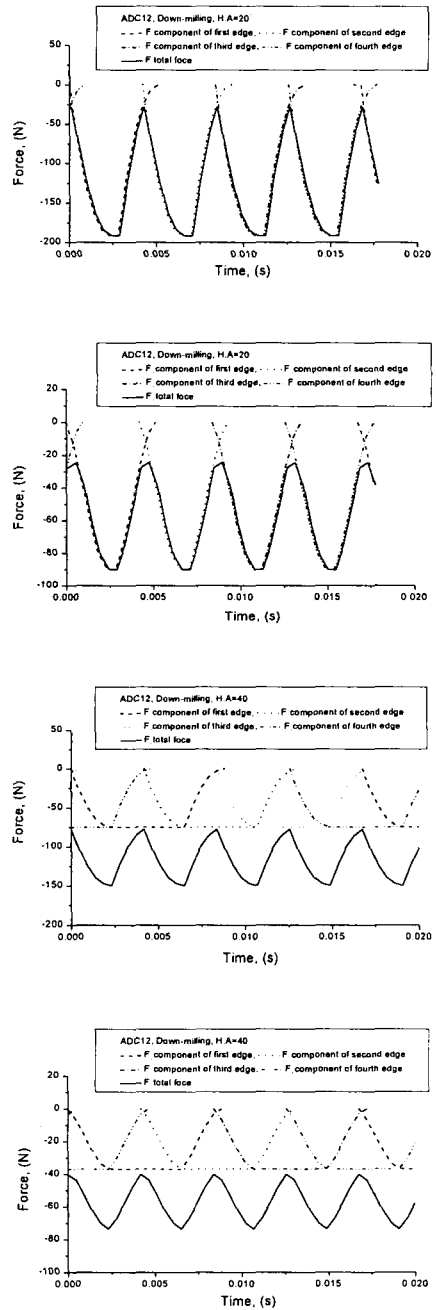 ADC12, Down-milling, H.A=20
F component of first edge, F component of second edge
F component of third edge, F component of fourth edge
F total foce
50
0
-50
-100
-150
-200
Force, (N)
0.000 0.005 0.010 0.015 0.020
Time, (s)
ADC12, Down-milling, H.A=20
F component of first edge, F component of second edge
F component of third edge, F component of fourth edge
F total foce
20
0
-20
-40
-60
-80
-100
Force, (N)
0.000 0.005 0.010 0.015 0.020
Time, (s)
ADC12, Down-milling, H.A=40
F component of first edge, F component of second edge
F component of third edge, F component of fourth edge
F total foce
50
0
-50
-100
-150
-200
Force, (N)
0.000 0.005 0.010 0.015 0.020
Time, (s)
ADC12, Down-milling, H.A=40
F component of first edge, F component of second edge
F component of third edge, F component of fourth edge
F total foce
20
0
-20
-40
-60
-80
-100
Force, (N)
0.000 0.005 0.010 0.015 0.020
Time, (s)